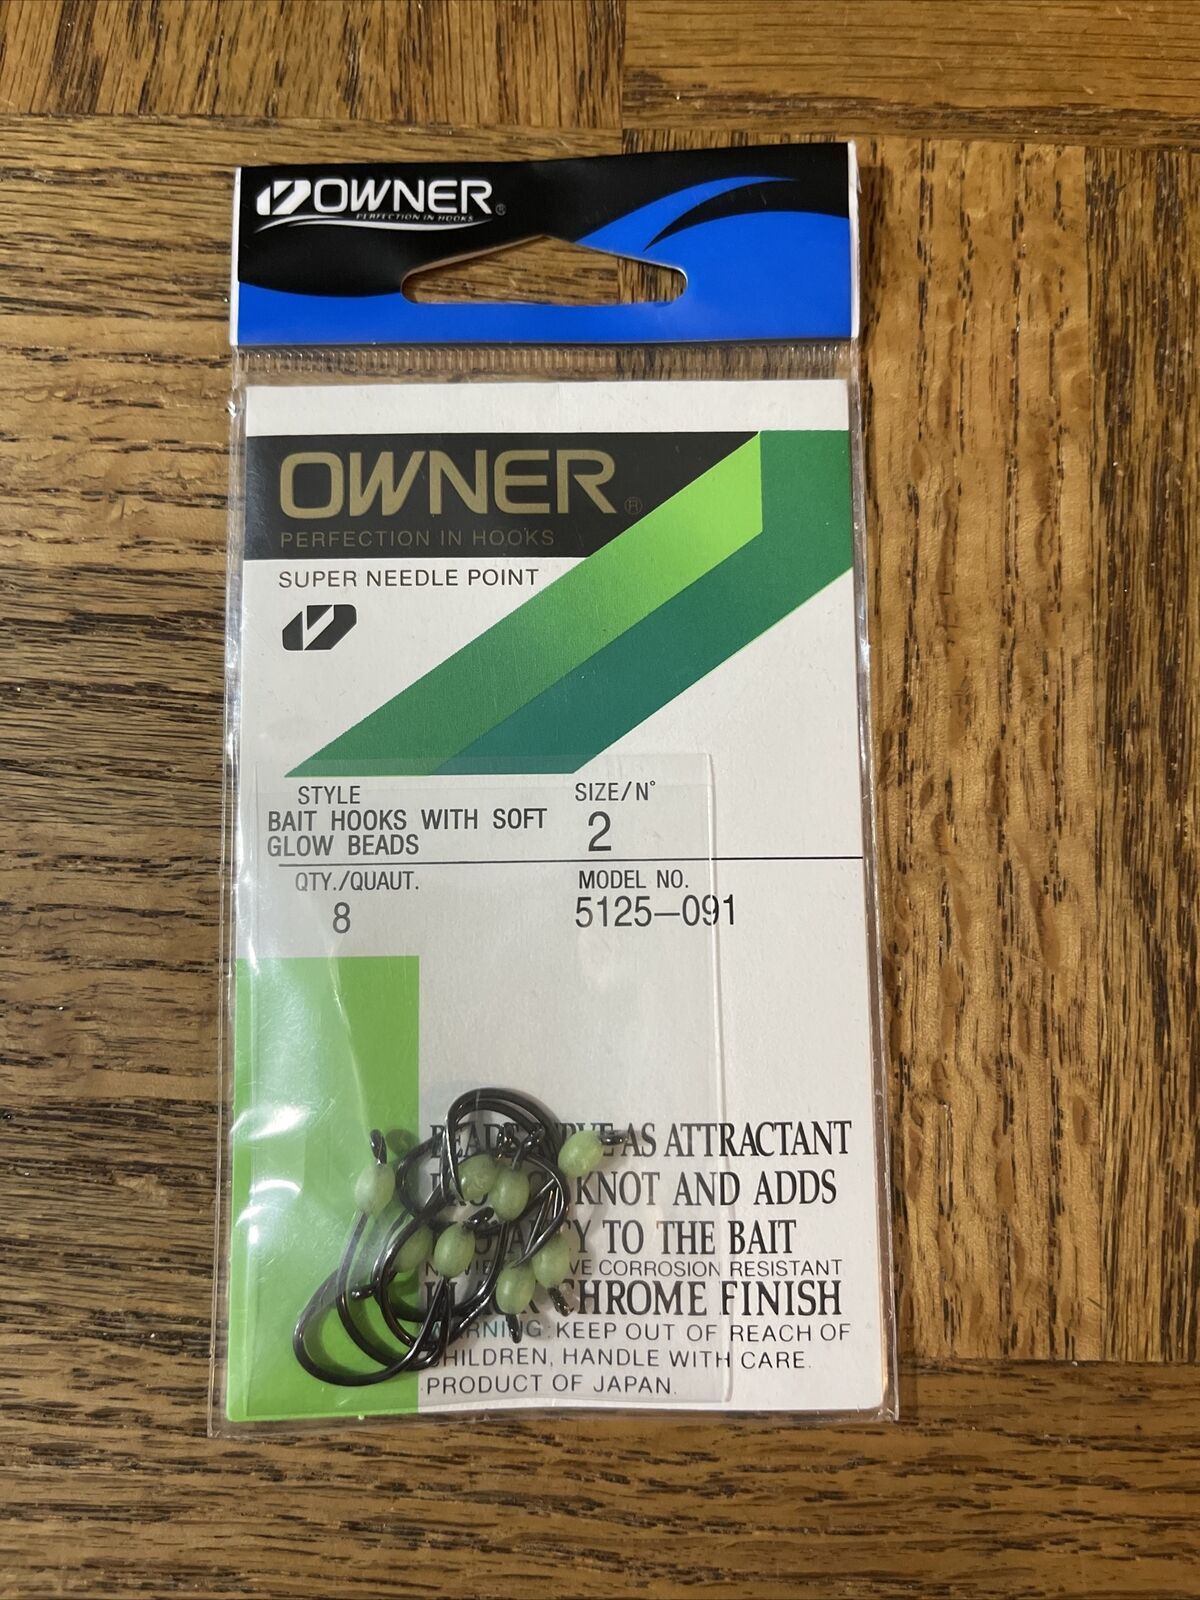 OWNER®
PERFECTION IN HOOKS
OWNER®
PERFECTION IN HOOKS
SUPER NEEDLE POINT
STYLE
BAIT HOOKS WITH SOFT
GLOW BEADS
SIZE/N°
2
QTY./QUAUT.
8
MODEL NO.
5125-091
AS ATTRACTANT
KNOT AND ADDS
TO THE BAIT
CORROSION RESISTANT
CHROME FINISH
WARNING: KEEP OUT OF REACH OF
CHILDREN, HANDLE WITH CARE.
PRODUCT OF JAPAN.